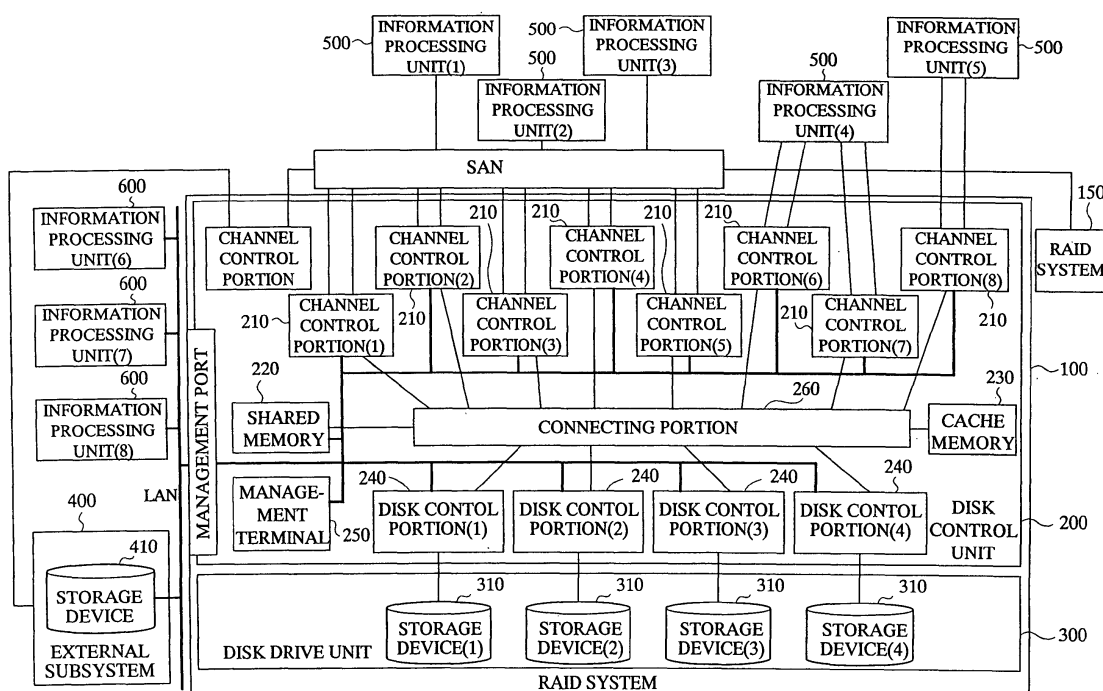 500
INFORMATION
PROCESSING
UNIT(1)
500
INFORMATION
PROCESSING
UNIT(3)
INFORMATION
PROCESSING
UNIT(5)
500
500
INFORMATION
PROCESSING
UNIT(2)
500
INFORMATION
PROCESSING
UNIT(4)
SAN
600
INFORMATION
PROCESSING
UNIT(6)
150
RAID
SYSTEM
CHANNEL
CONTROL
PORTION
CHANNEL
CONTROL
PORTION(2)
210
210
210
CHANNEL
CONTROL
PORTION(4)
210
210
CHANNEL
CONTROL
PORTION(6)
CHANNEL
CONTROL
PORTION(8)
210
600
INFORMATION
PROCESSING
UNIT(7)
210
CHANNEL
CONTROL
PORTION(1)
CHANNEL
CONTROL
PORTION(3)
CHANNEL
CONTROL
PORTION(5)
210
CHANNEL
CONTROL
PORTION(7)
100
600
INFORMATION
PROCESSING
UNIT(8)
MANAGEMENT PORT
220
SHARED
MEMORY
260
CONNECTING PORTION
230
CACHE
MEMORY
LAN
MANAGE-
MENT
TERMINAL
250
240
DISK CONTOL
PORTION(1)
240
DISK CONTOL
PORTION(2)
240
DISK CONTOL
PORTION(3)
240
DISK CONTOL
PORTION(4)
DISK
CONTROL
UNIT
200
400
410
STORAGE
DEVICE
EXTERNAL
SUBSYSTEM
310
STORAGE
DEVICE(1)
310
STORAGE
DEVICE(2)
310
STORAGE
DEVICE(3)
310
STORAGE
DEVICE(4)
300
DISK DRIVE UNIT
RAID SYSTEM